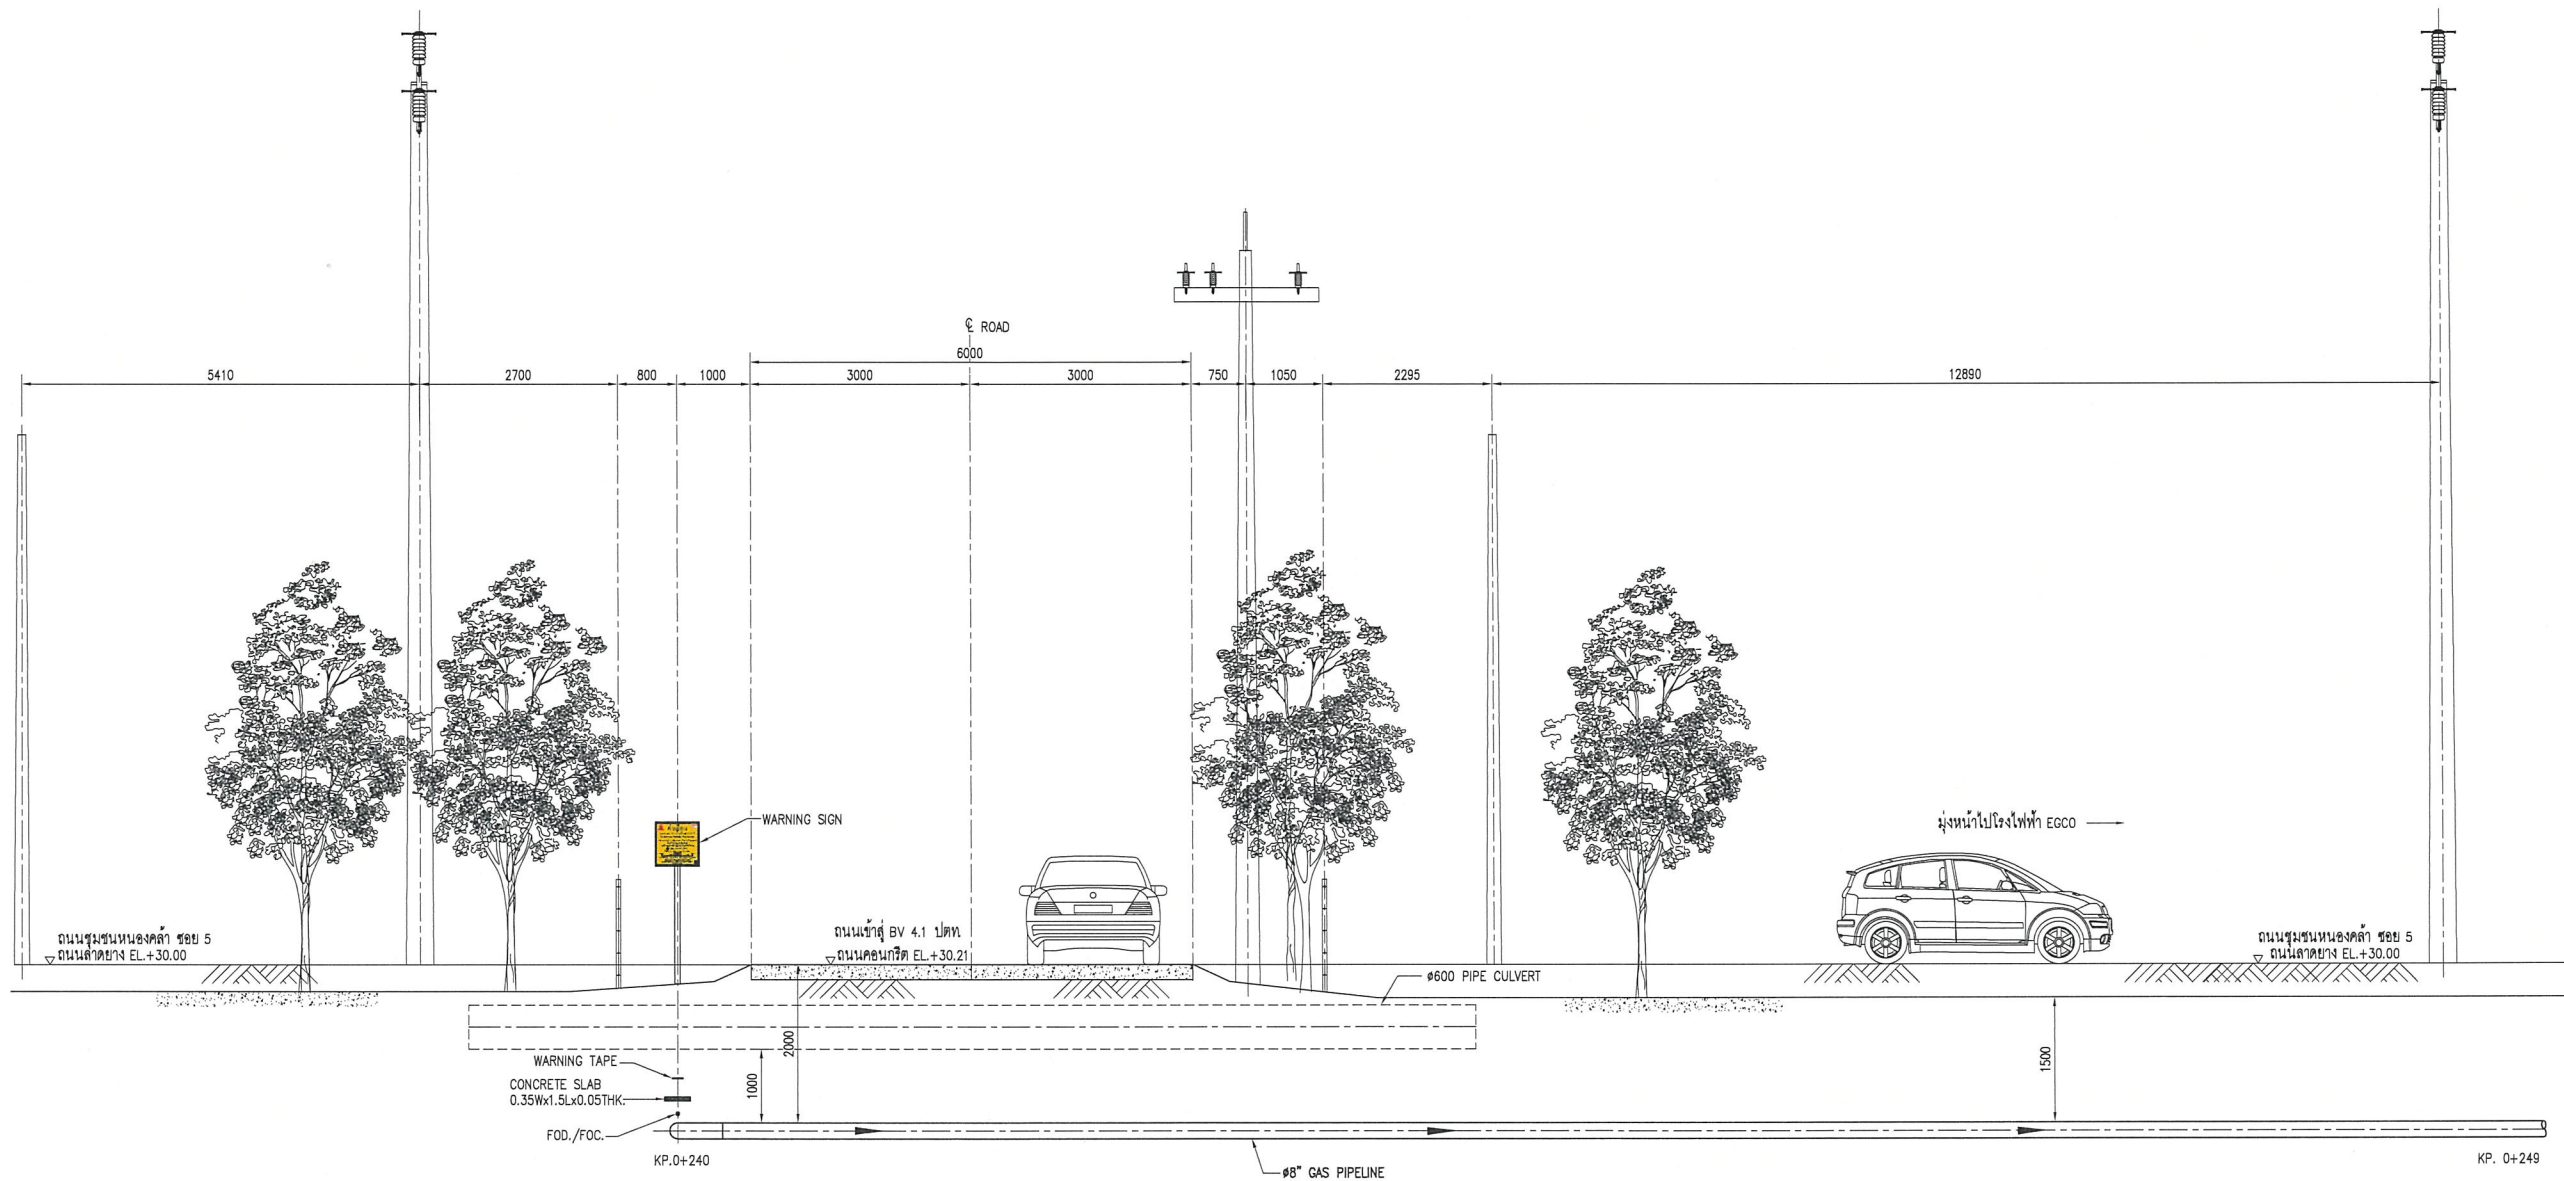 ℄ ROAD
6000
5410
2700
800
1000
3000
3000
750
1050
2295
12890
WARNING SIGN
มุ่งหน้าไปโรงไฟฟ้า EGCO
ถนนชุมชนหนองคล้า ซอย 5
ถนนลาดยาง EL.+30.00
ถนนเข้าสู่ BV 4.1 ปตท.
ถนนคอนกรีต EL.+30.21
ถนนชุมชนหนองคล้า ซอย 5
ถนนลาดยาง EL.+30.00
ø600 PIPE CULVERT
2000
1000
1500
WARNING TAPE
CONCRETE SLAB
0.35Wx1.5Lx0.05THK.
FOD./FOC.
KP.0+240
ø8" GAS PIPELINE
KP. 0+249